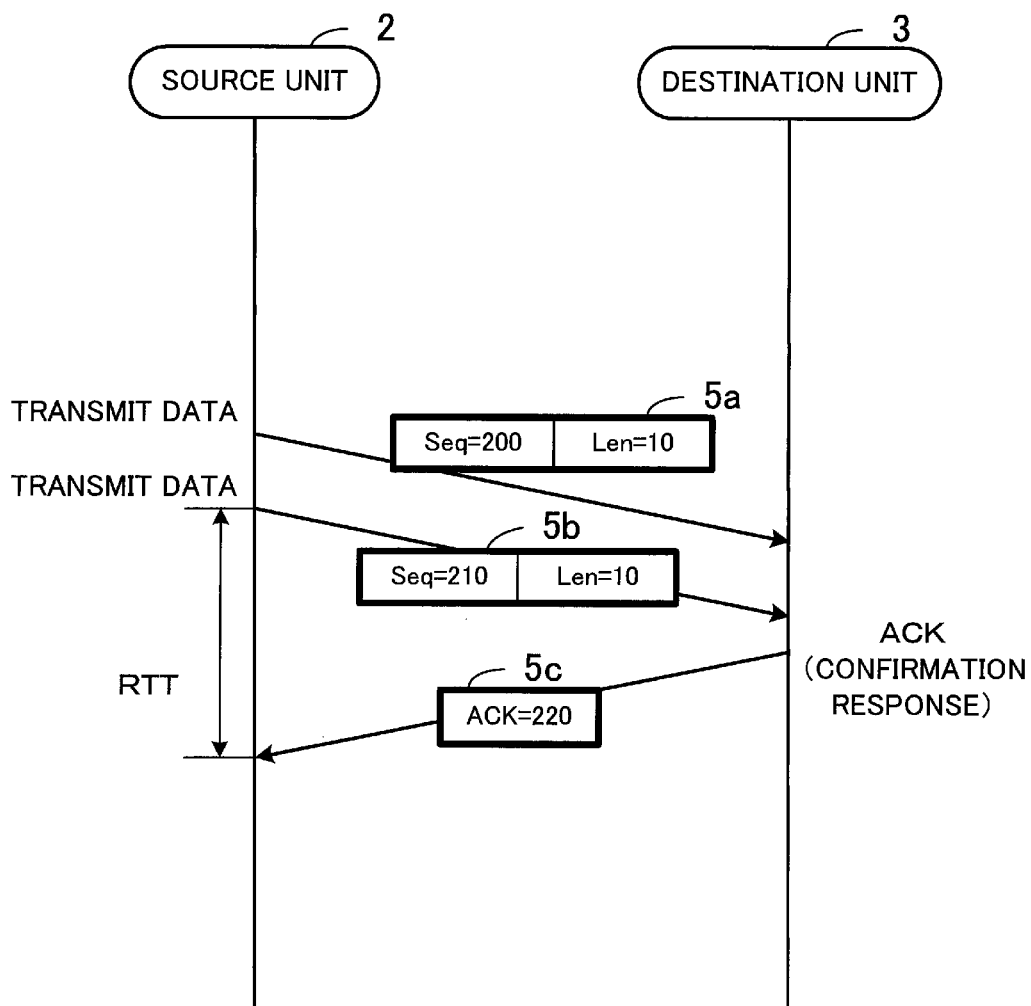 2
3
SOURCE UNIT
DESTINATION UNIT
TRANSMIT DATA
5a
Seq=200
Len=10
TRANSMIT DATA
5b
Seq=210
Len=10
ACK
(CONFIRMATION
RESPONSE)
RTT
5c
ACK=220